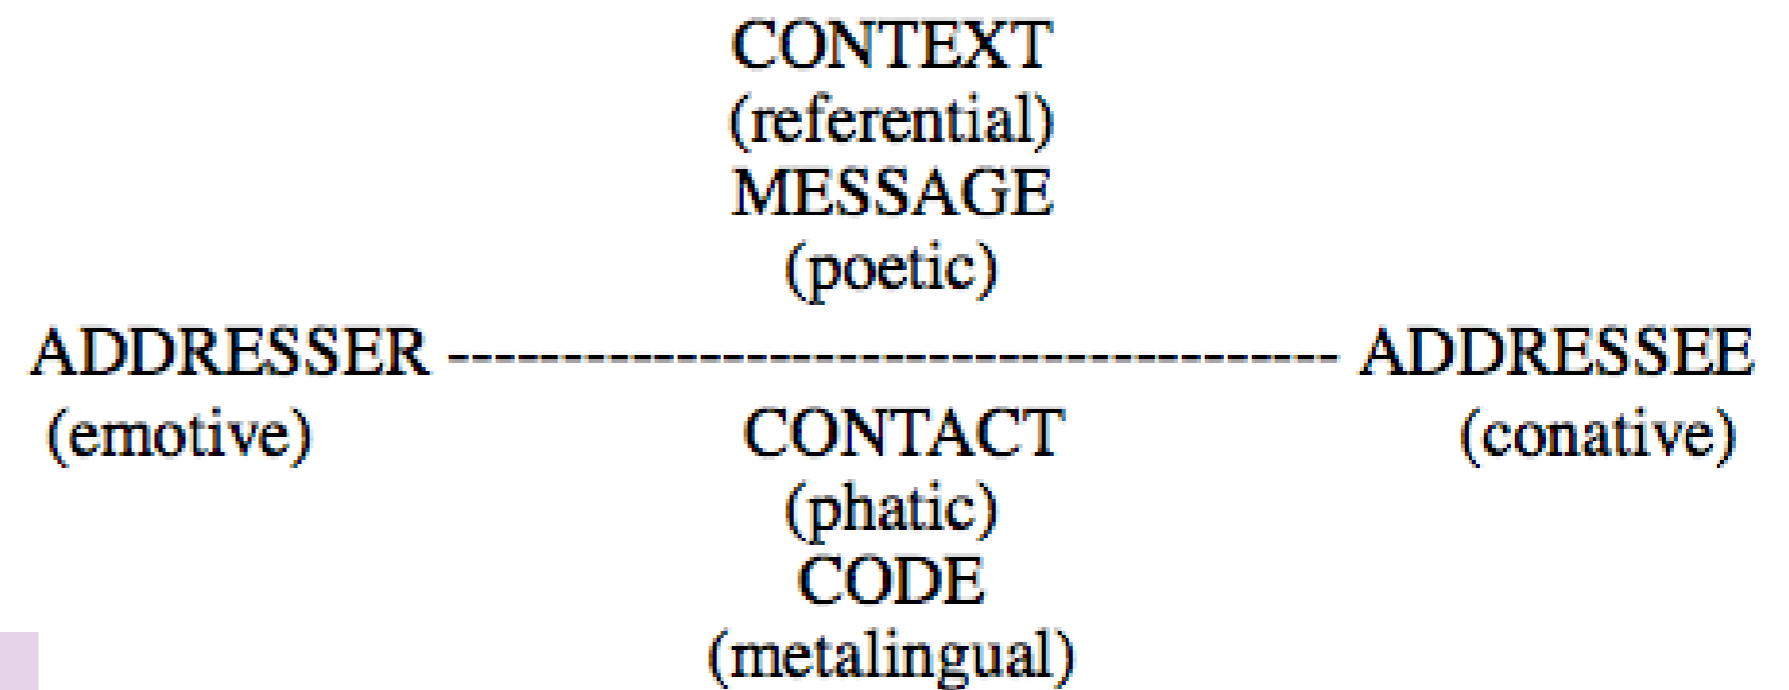 CONTEXT
(referential)
MESSAGE
(poetic)
ADDRESSER -------------------------------------- ADDRESSEE
(emotive) CONTACT (conative)
(phatic)
CODE
(metalingual)